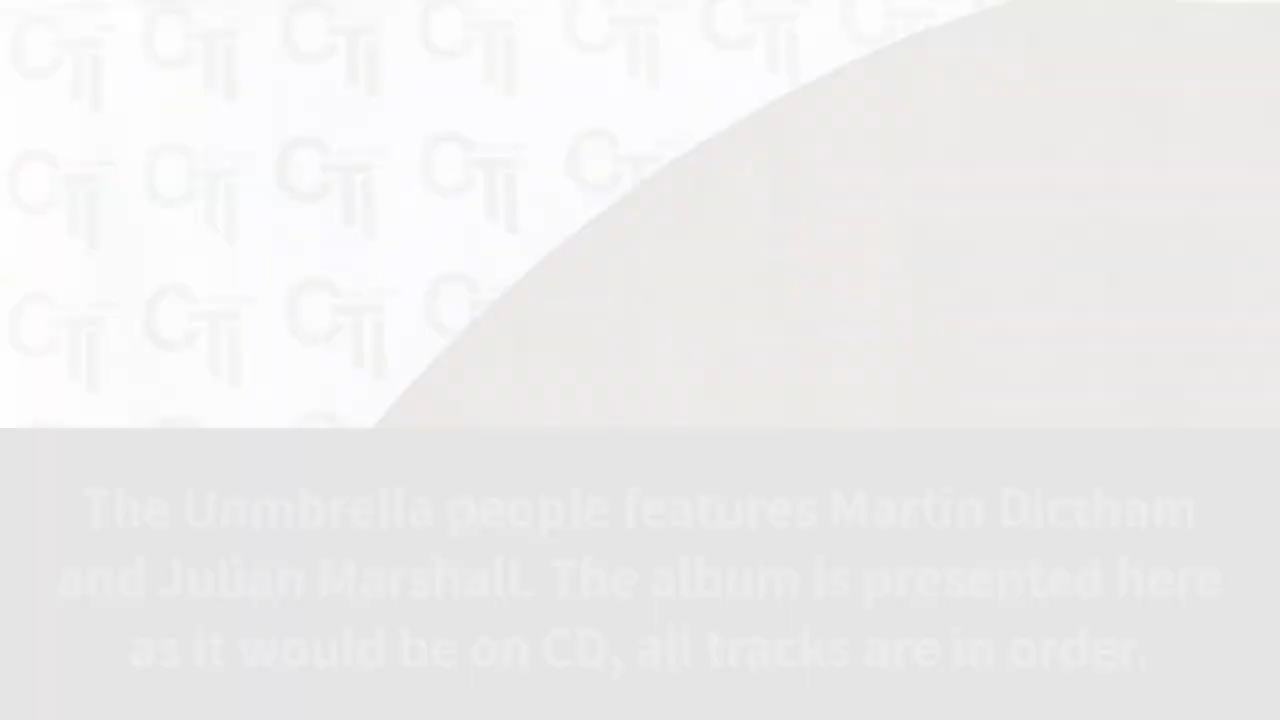 The Unmbrella people features Martin Dictham
and Julian Marshall. The album is presented here
as it would be on CD, all tracks are in order.